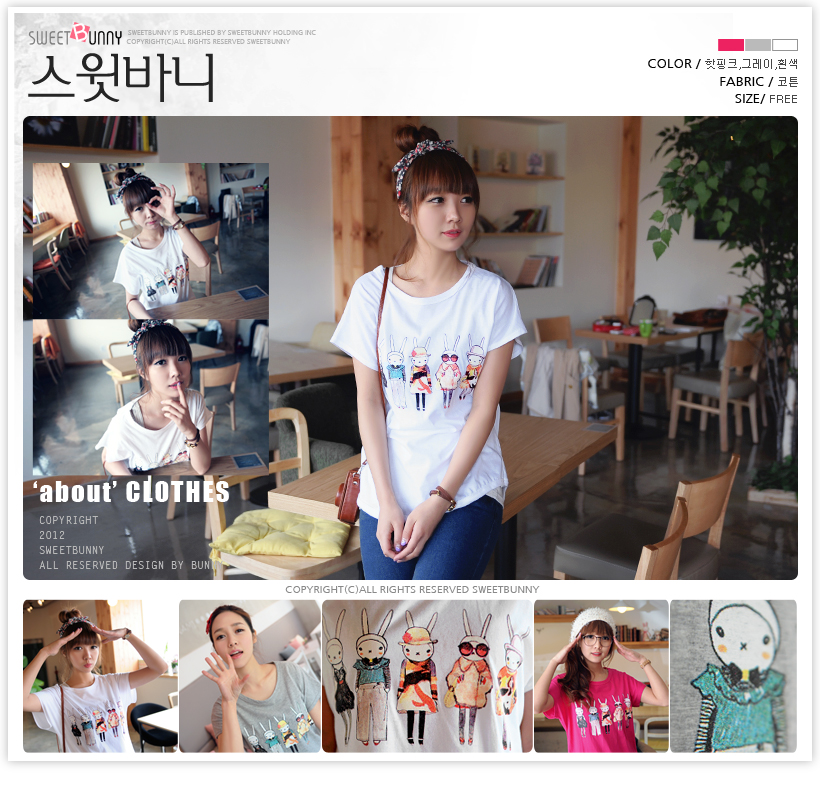 SWEETBUNNY
SWEETBUNNY IS PUBLISHED BY SWEETBUNNY HOLDING INC
COPYRIGHT(C)ALL RIGHTS RESERVED SWEETBUNNY
스윗바니
COLOR / 핫핑크,그레이,흰색
FABRIC / 코튼
SIZE/ FREE
‘about’ CLOTHES
COPYRIGHT
2012
SWEETBUNNY
ALL RESERVED DESIGN BY BUN
COPYRIGHT(C)ALL RIGHTS RESERVED SWEETBUNNY